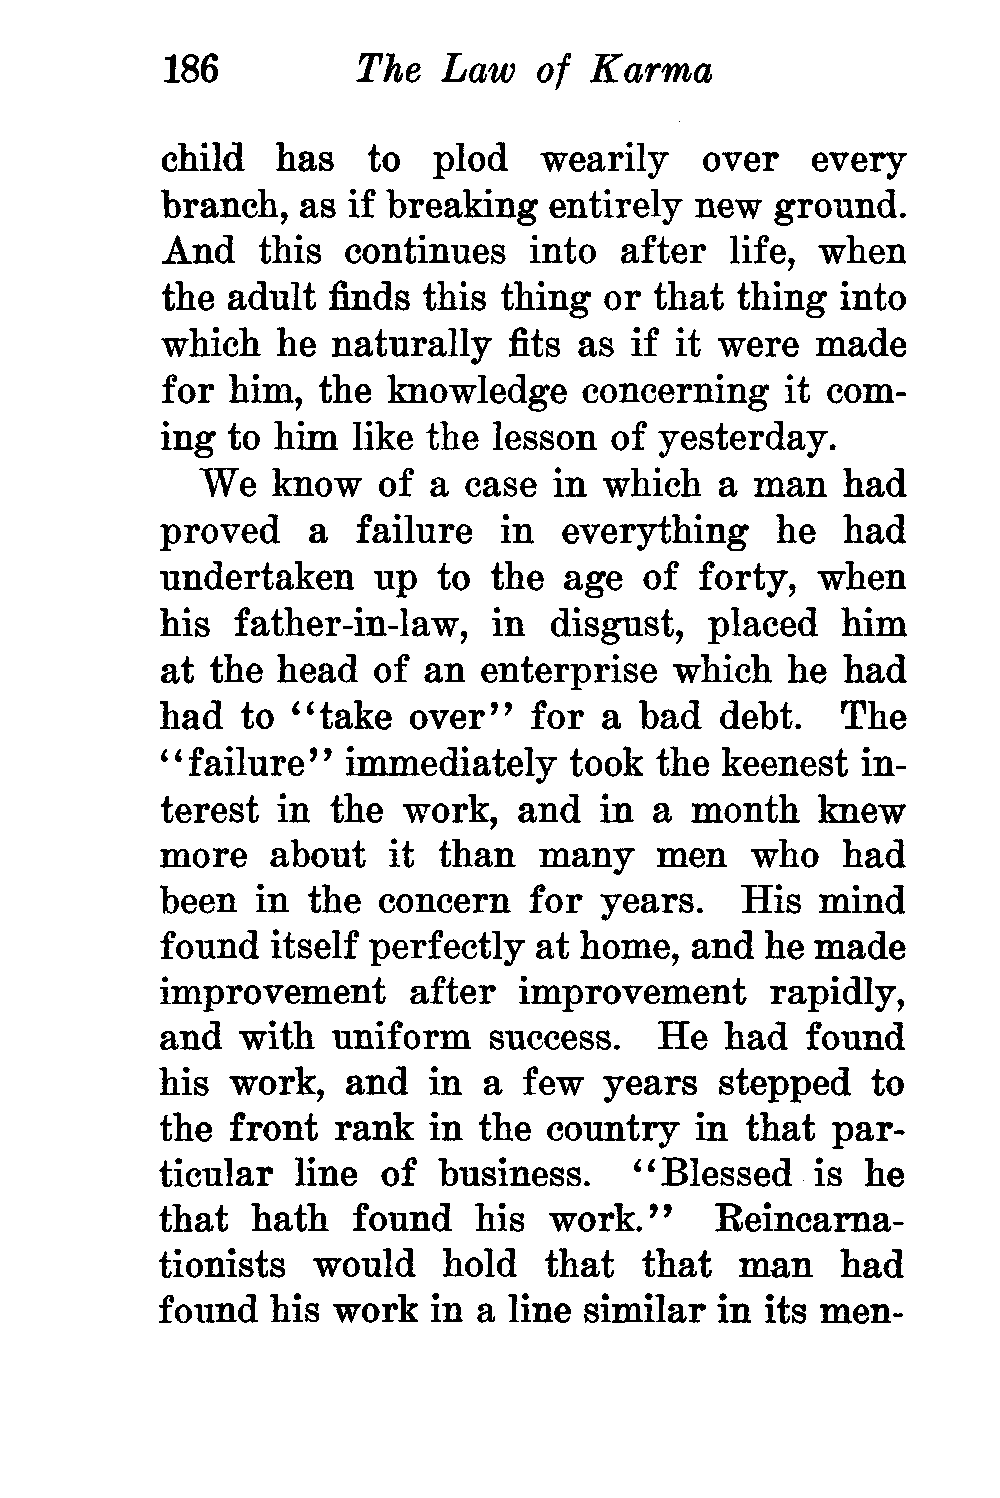 186 The Law of Karma
child has to plod wearily over every
branch, as if breaking entirely new ground.
And this continues into after life, when
the adult finds this thing or that thing into
which he naturally fits as if it were made
for him, the knowledge concerning it com-
ing to him like the lesson of yesterday.
We know of a case in which a man had
proved a failure in everything he had
undertaken up to the age of forty, when
his father-in-law, in disgust, placed him
at the head of an enterprise which he had
had to “take over” for a bad debt. The
“failure” immediately took the keenest in-
terest in the work, and in a month knew
more about it than many men who had
been in the concern for years. His mind
found itself perfectly at home, and he made
improvement after improvement rapidly,
and with uniform success. He had found
his work, and in a few years stepped to
the front rank in the country in that par-
ticular line of business. “Blessed is he
that hath found his work.” Reincarna-
tionists would hold that that man had
found his work in a line similar in its men-